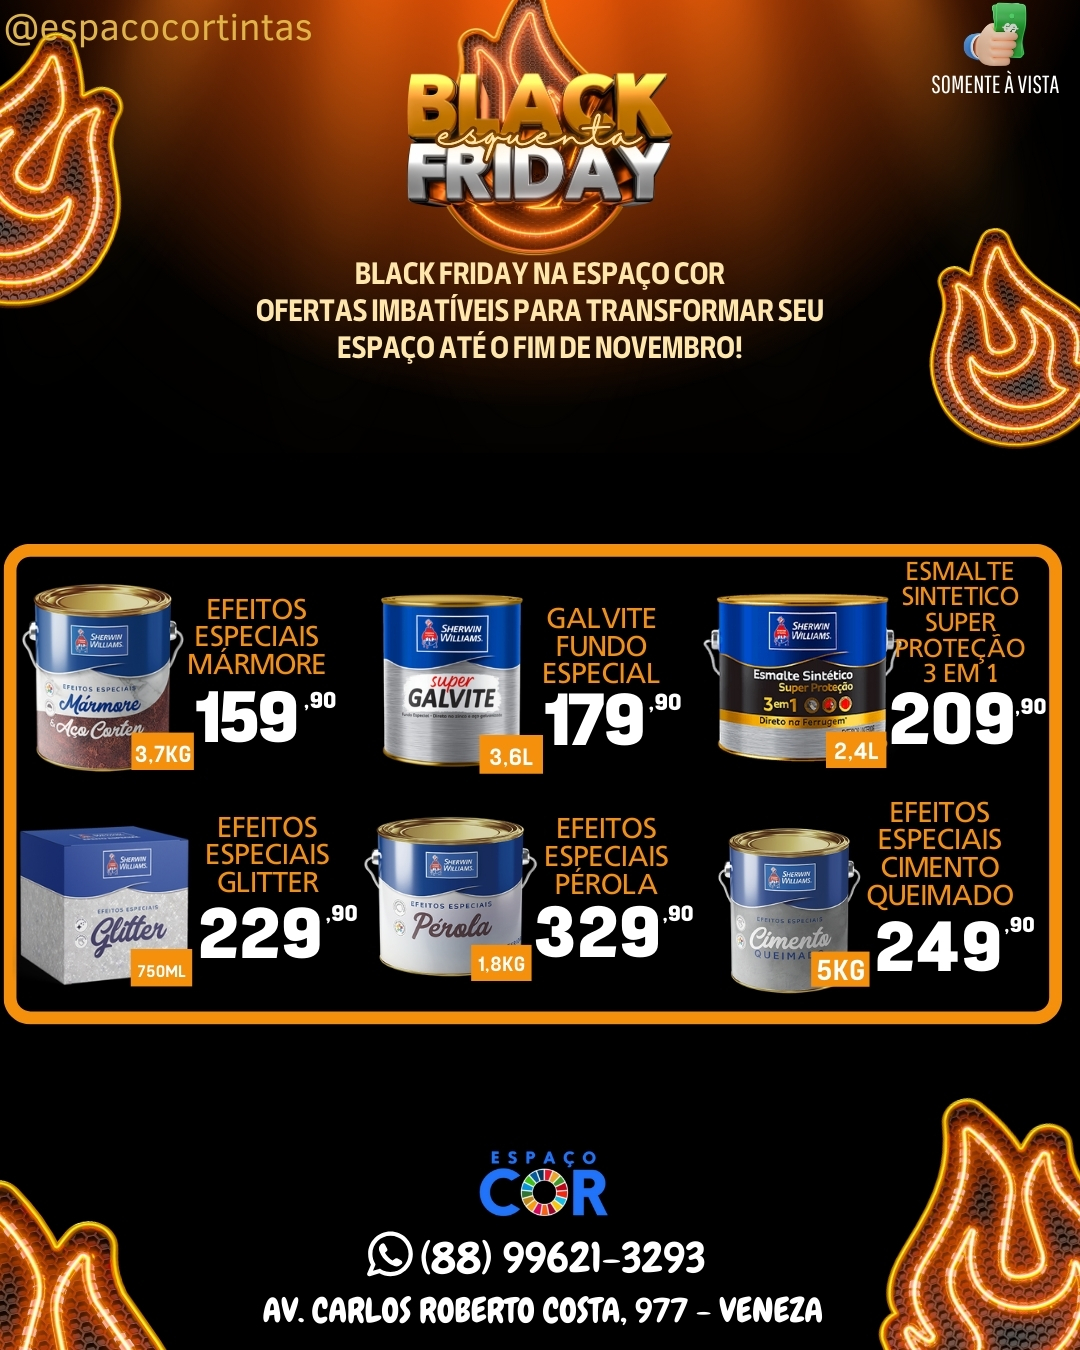 @espacocortintas
SOMENTE À VISTA
BLACK
esquenta
FRIDAY
BLACK FRIDAY NA ESPAÇO COR
OFERTAS IMBATÍVEIS PARA TRANSFORMAR SEU
ESPAÇO ATÉ O FIM DE NOVEMBRO!
SHERWIN
WILLIAMS.
EFEITOS ESPECIAIS
Mármore
& Aço Corten
3,7KG
EFEITOS
ESPECIAIS
MÁRMORE
159,90
SHERWIN
WILLIAMS.
super
GALVITE
3,6L
GALVITE
FUNDO
ESPECIAL
179,90
SHERWIN
WILLIAMS.
Esmalte Sintético
Super Proteção
3em1
Direto na Ferrugem*
2,4L
ESMALTE
SINTETICO
SUPER
PROTEÇÃO
3 EM 1
209,90
SHERWIN
WILLIAMS.
EFEITOS ESPECIAIS
Glitter
750ML
EFEITOS
ESPECIAIS
GLITTER
229,90
SHERWIN
WILLIAMS.
EFEITOS ESPECIAIS
Pérola
1,8KG
EFEITOS
ESPECIAIS
PÉROLA
329,90
SHERWIN
WILLIAMS.
EFEITOS ESPECIAIS
Cimento
QUEIMA
5KG
EFEITOS
ESPECIAIS
CIMENTO
QUEIMADO
249,90
ESPAÇO
COR
(88) 99621-3293
AV. CARLOS ROBERTO COSTA, 977 - VENEZA